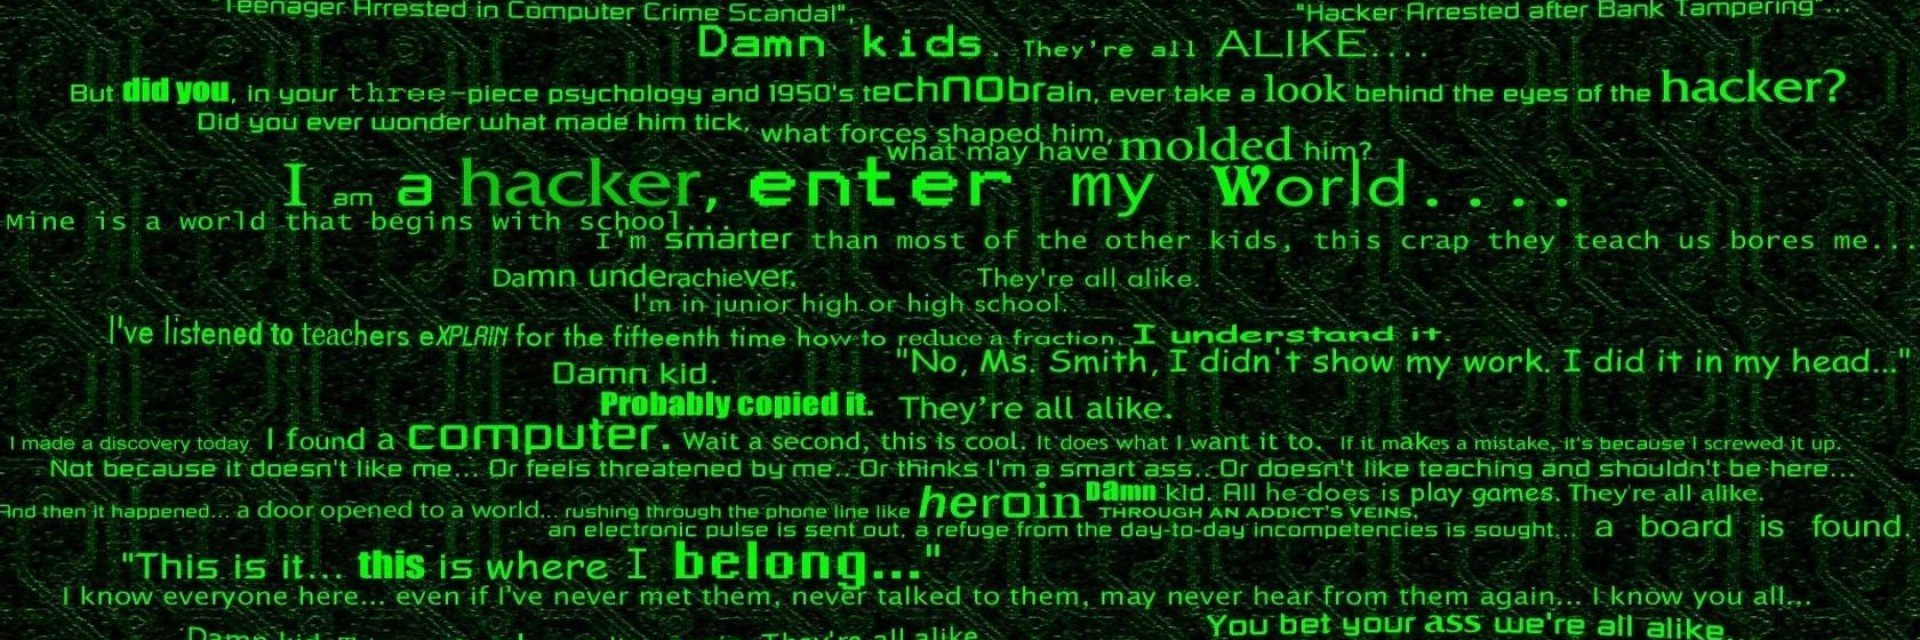 "Teenager Arrested in Computer Crime Scandal", "Hacker Arrested after Bank Tampering"...
Damn kids. They're all ALIKE....
But did you, in your three-piece psychology and 1950's techNObrain, ever take a look behind the eyes of the hacker?
Did you ever wonder what made him tick, what forces shaped him,
what may have molded him?
I am a hacker, enter my World....
Mine is a world that begins with school...
I'm smarter than most of the other kids, this crap they teach us bores me...
Damn underachiever. They're all alike.
I'm in junior high or high school.
I've listened to teachers eXPLAIN for the fifteenth time how to reduce a fraction. I understand it.
"No, Ms. Smith, I didn't show my work. I did it in my head..."
Damn kid.
Probably copied it. They're all alike.
I made a discovery today. I found a computer. Wait a second, this is cool. It does what I want it to. If it makes a mistake, it's because I screwed it up.
Not because it doesn't like me... Or feels threatened by me.. Or thinks I'm a smart ass.. Or doesn't like teaching and shouldn't be here...
Damn kid. All he does is play games. They're all alike.
And then it happened... a door opened to a world... rushing through the phone line like heroin THROUGH AN ADDICT'S VEINS,
an electronic pulse is sent out, a refuge from the day-to-day incompetencies is sought... a board is found.
"This is it... this is where I belong..."
I know everyone here... even if I've never met them, never talked to them, may never hear from them again... I know you all...
You bet your ass we're all alike
Damn kid. They're all alike